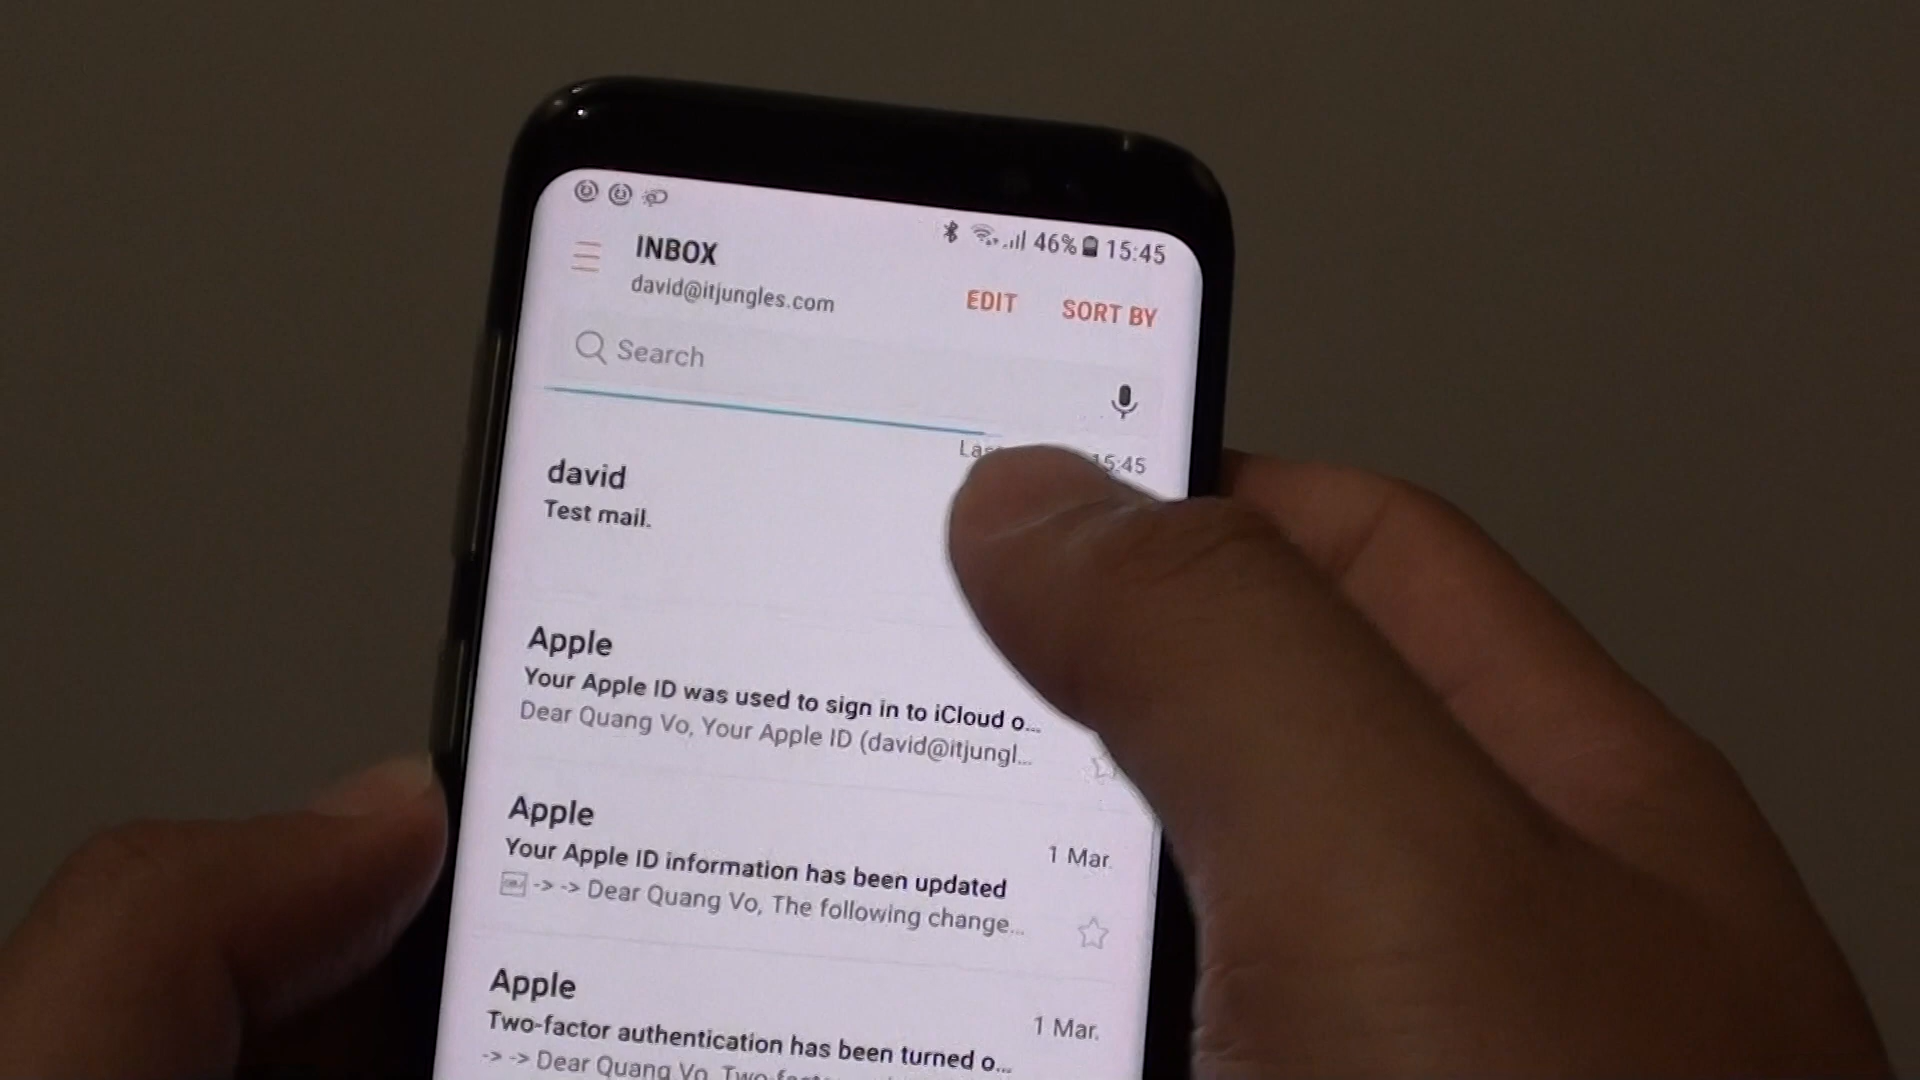 46% 15:45
INBOX
david@itjungles.com
EDIT SORT BY
Search
15:45
david
Test mail.
Apple
Your Apple ID was used to sign in to iCloud o...
Dear Quang Vo, Your Apple ID (david@itjungl...
Apple
1 Mar.
Your Apple ID information has been updated
-> -> Dear Quang Vo, The following change...
Apple
1 Mar.
Two-factor authentication has been turned o...
-> -> Dear Quang Vo, Two-